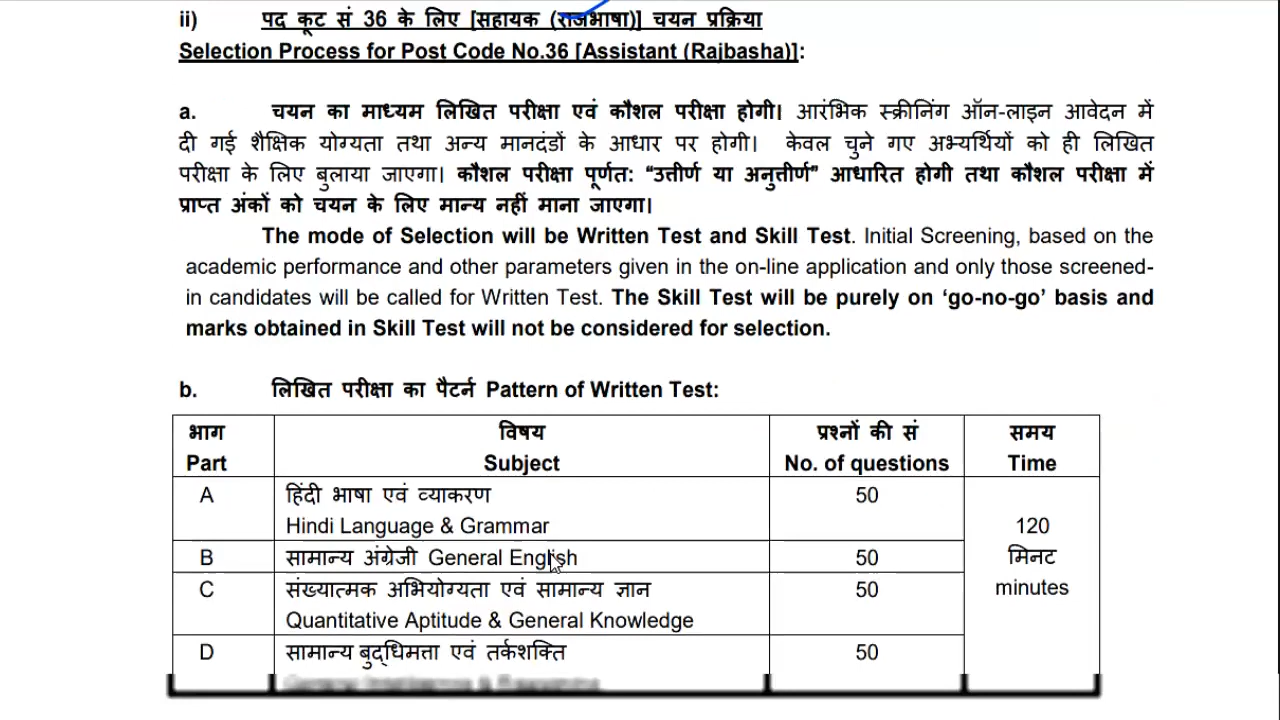 ii) पद कूट सं 36 के लिए [सहायक (राजभाषा)] चयन प्रक्रिया
Selection Process for Post Code No.36 [Assistant (Rajbasha)]:
a. चयन का माध्यम लिखित परीक्षा एवं कौशल परीक्षा होगी। आरंभिक स्क्रीनिंग ऑन-लाइन आवेदन में
दी गई शैक्षिक योग्यता तथा अन्य मानदंडों के आधार पर होगी। केवल चुने गए अभ्यर्थियों को ही लिखित
परीक्षा के लिए बुलाया जाएगा। कौशल परीक्षा पूर्णत: “उत्तीर्ण या अनुत्तीर्ण” आधारित होगी तथा कौशल परीक्षा में
प्राप्त अंकों को चयन के लिए मान्य नहीं माना जाएगा।
The mode of Selection will be Written Test and Skill Test. Initial Screening, based on the
academic performance and other parameters given in the on-line application and only those screened-
in candidates will be called for Written Test. The Skill Test will be purely on ‘go-no-go’ basis and
marks obtained in Skill Test will not be considered for selection.
b. लिखित परीक्षा का पैटर्न Pattern of Written Test:
भाग विषय प्रश्नों की सं समय
Part Subject No. of questions Time
A हिंदी भाषा एवं व्याकरण 50
Hindi Language & Grammar 120
B सामान्य अंग्रेजी General English 50 मिनट
C संख्यात्मक अभियोग्यता एवं सामान्य ज्ञान 50 minutes
Quantitative Aptitude & General Knowledge
D सामान्य बुद्धिमत्ता एवं तर्कशक्ति 50